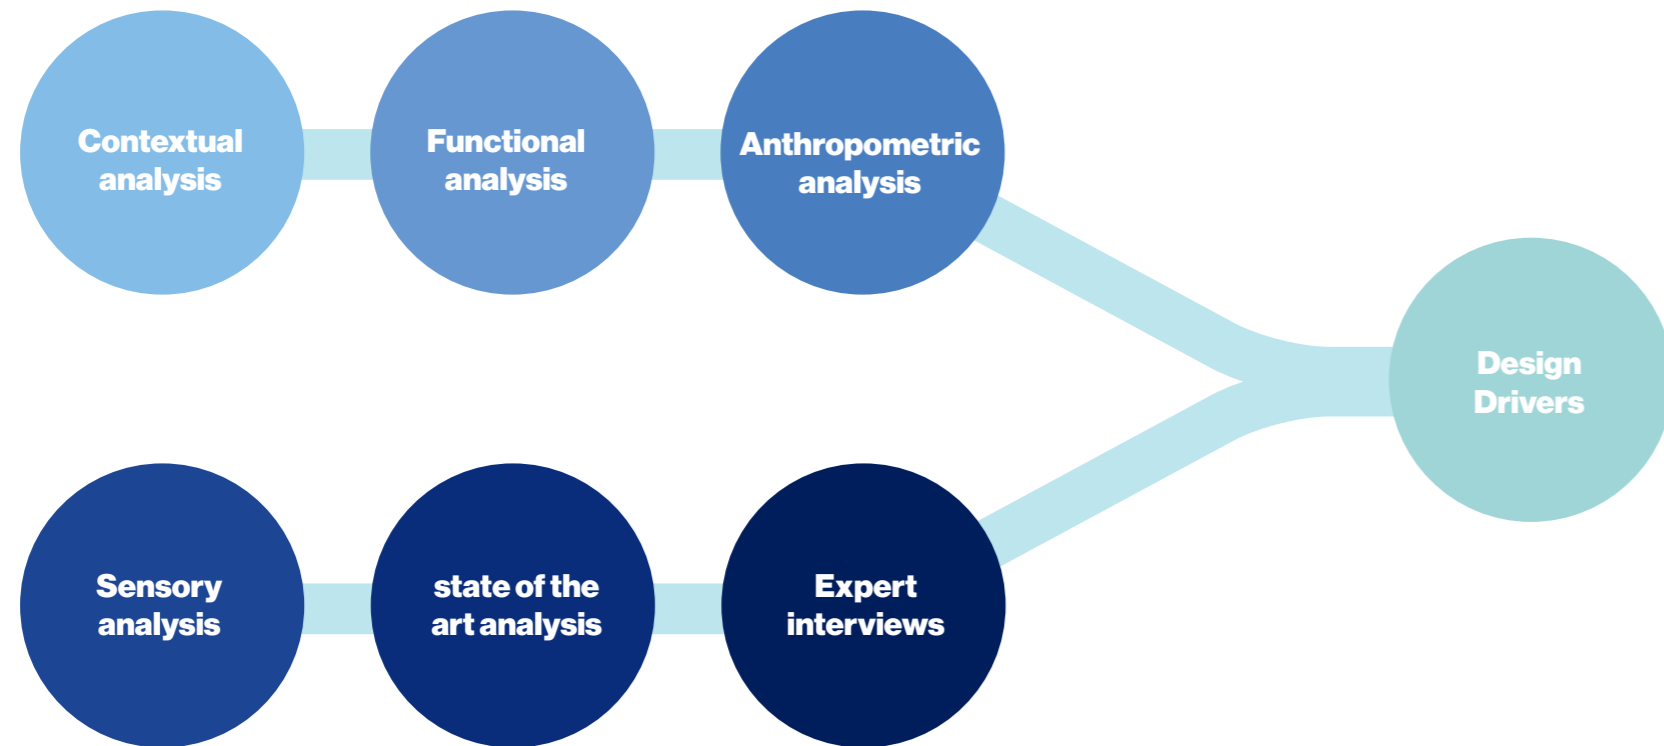 Contextual
analysis
Functional
analysis
Anthropometric
analysis
Design
Drivers
Sensory
analysis
state of the
art analysis
Expert
interviews